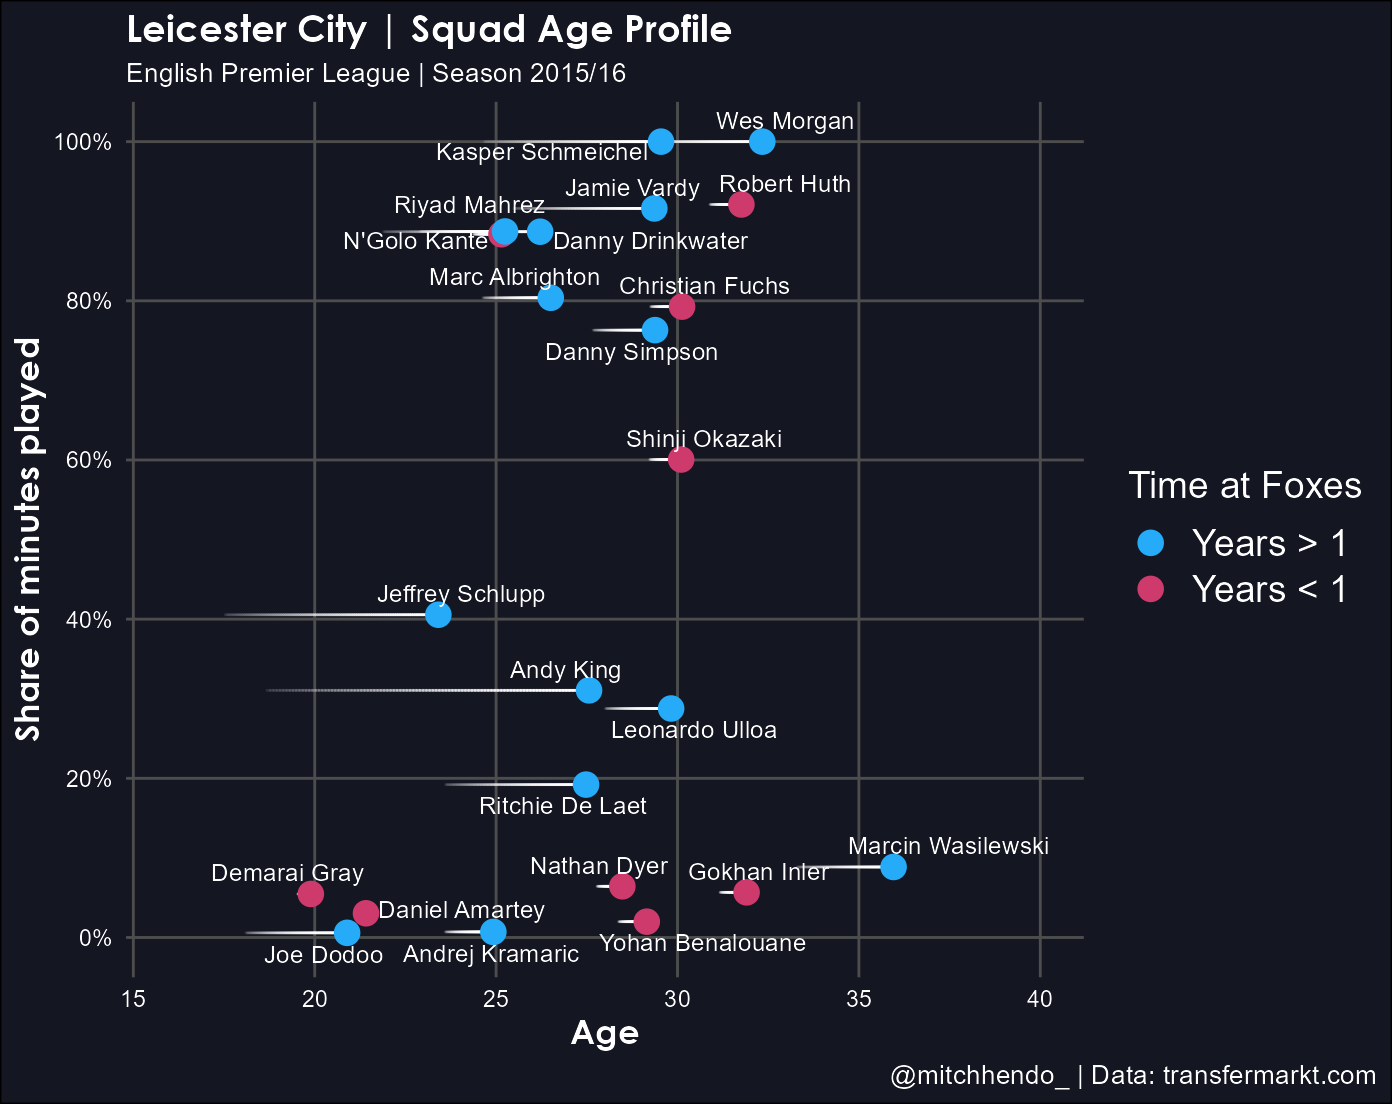 Leicester City | Squad Age Profile
English Premier League | Season 2015/16
Wes Morgan
100%
Kasper Schmeichel
Jamie Vardy
Robert Huth
Riyad Mahrez
N'Golo Kante
Danny Drinkwater
Marc Albrighton
Christian Fuchs
80%
Danny Simpson
Shinji Okazaki
60%
Jeffrey Schlupp
40%
Andy King
Leonardo Ulloa
20%
Ritchie De Laet
Marcin Wasilewski
Demarai Gray
Nathan Dyer
Gokhan Inler
Daniel Amartey
0%
Yohan Benalouane
Joe Dodoo
Andrej Kramaric
15 20 25 30 35 40
Age
Share of minutes played
Time at Foxes
Years > 1
Years < 1
@mitchhendo_ | Data: transfermarkt.com